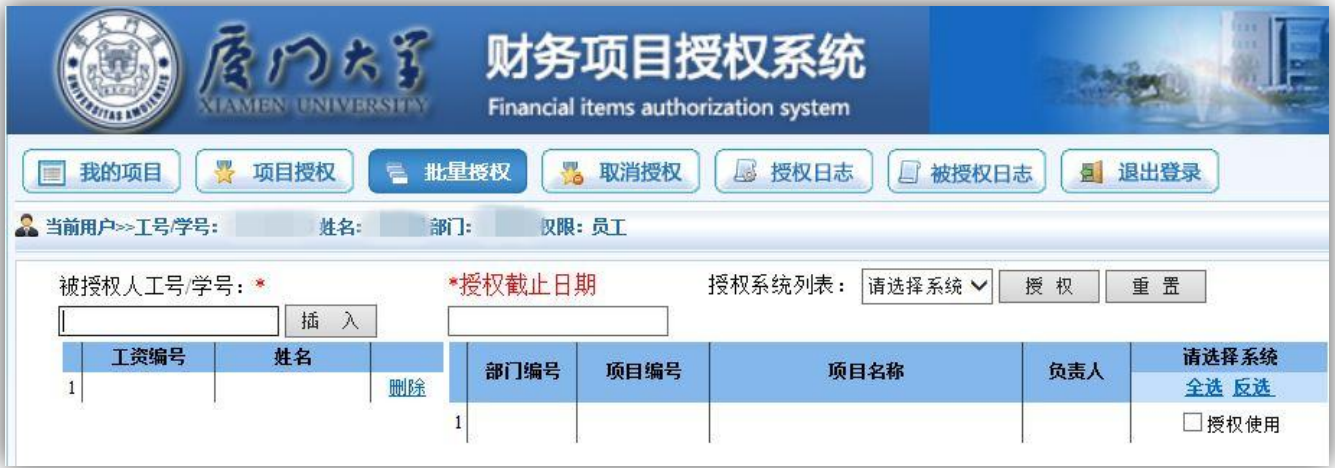 厦门大学
XIAMEN UNIVERSITY
财务项目授权系统
Financial items authorization system
我的项目 项目授权 批量授权 取消授权 授权日志 被授权日志 退出登录
当前用户>>工号/学号： 姓名： 部门： 权限：员工
被授权人工号/学号：* *授权截止日期 授权系统列表： 请选择系统 授 权 重 置
插 入
工资编号 姓名 部门编号 项目编号 项目名称 负责人 请选择系统
全选 反选
1 删除
1 授权使用